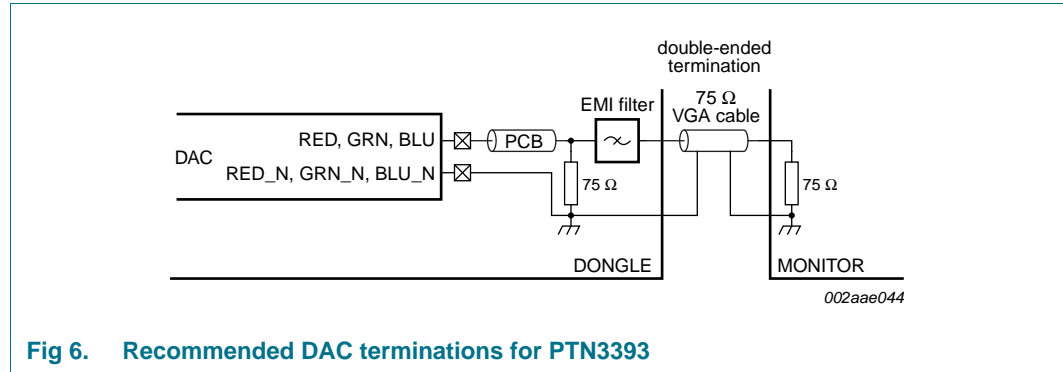 double-ended
termination
EMI filter
75 Ω
VGA cable
RED, GRN, BLU
PCB
DAC
RED_N, GRN_N, BLU_N
75 Ω
75 Ω
DONGLE
MONITOR
002aae044
Fig 6. Recommended DAC terminations for PTN3393